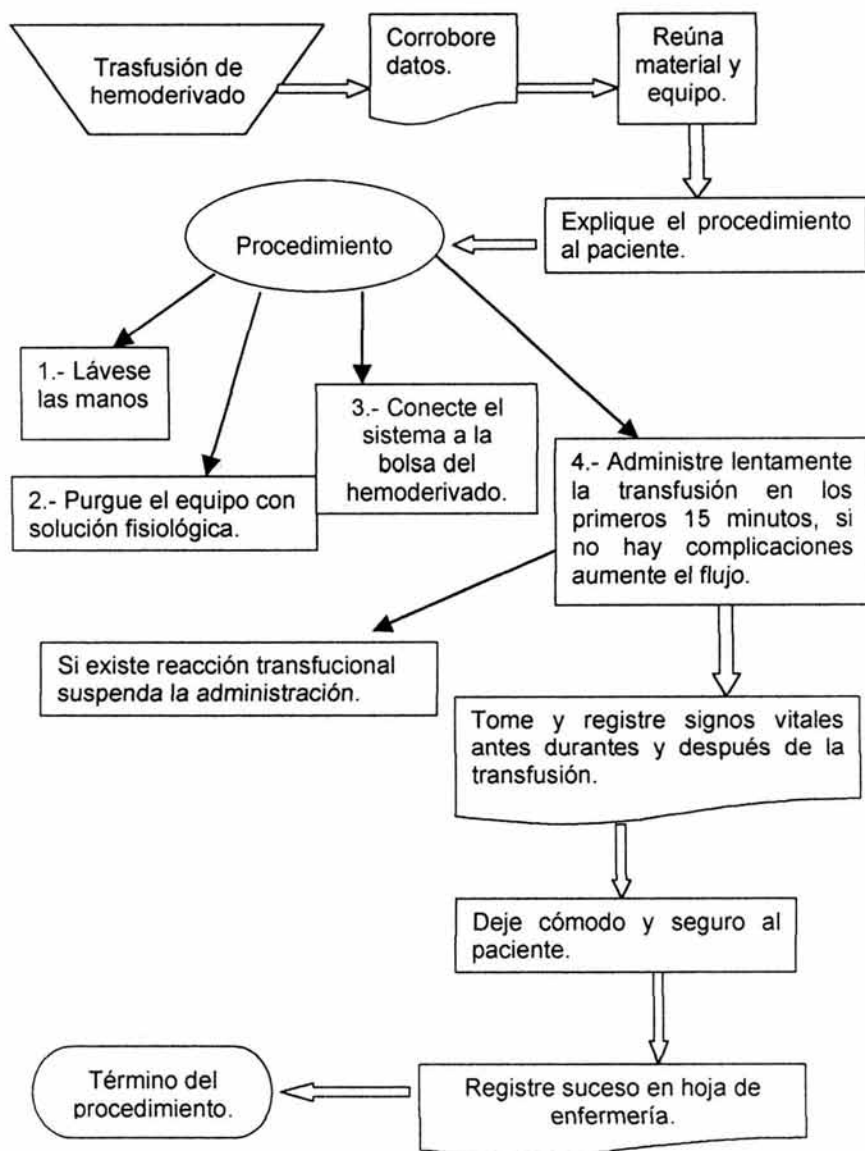 Trasfusión de
hemoderivado
Corrobore
datos.
Reúna
material y
equipo.
Explique el procedimiento
al paciente.
Procedimiento
1.- Lávese
las manos
2.- Purgue el equipo con
solución fisiológica.
3.- Conecte el
sistema a la
bolsa del
hemoderivado.
4.- Administre lentamente
la transfusión en los
primeros 15 minutos, si
no hay complicaciones
aumente el flujo.
Si existe reacción transfucional
suspenda la administración.
Tome y registre signos vitales
antes durantes y después de la
transfusión.
Deje cómodo y seguro al
paciente.
Registre suceso en hoja de
enfermería.
Término del
procedimiento.